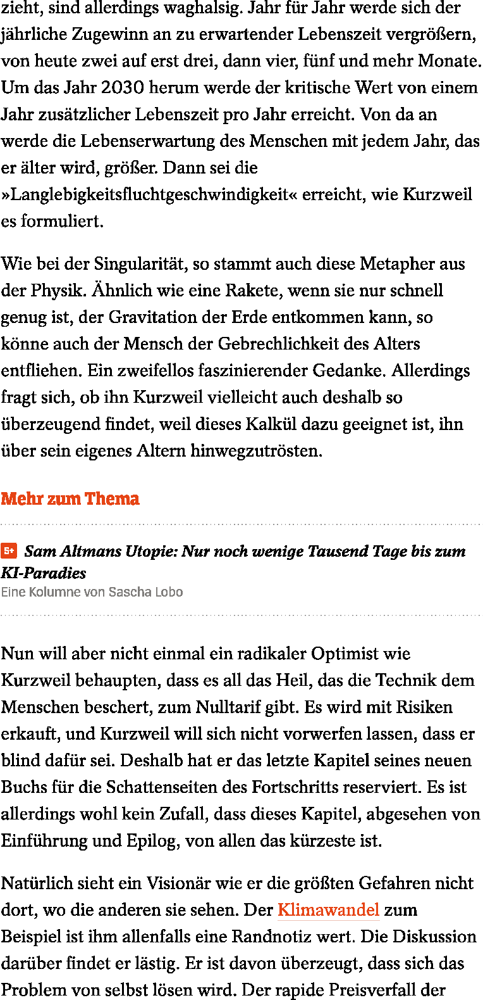 zieht, sind allerdings waghalsig. Jahr für Jahr werde sich der
jährliche Zugewinn an zu erwartender Lebenszeit vergrößern,
von heute zwei auf erst drei, dann vier, fünf und mehr Monate.
Um das Jahr 2030 herum werde der kritische Wert von einem
Jahr zusätzlicher Lebenszeit pro Jahr erreicht. Von da an
werde die Lebenserwartung des Menschen mit jedem Jahr, das
er älter wird, größer. Dann sei die
»Langlebigkeitsfluchtgeschwindigkeit« erreicht, wie Kurzweil
es formuliert.
Wie bei der Singularität, so stammt auch diese Metapher aus
der Physik. Ähnlich wie eine Rakete, wenn sie nur schnell
genug ist, der Gravitation der Erde entkommen kann, so
könne auch der Mensch der Gebrechlichkeit des Alters
entfliehen. Ein zweifellos faszinierender Gedanke. Allerdings
fragt sich, ob ihn Kurzweil vielleicht auch deshalb so
überzeugend findet, weil dieses Kalkül dazu geeignet ist, ihn
über sein eigenes Altern hinwegzutrösten.
Mehr zum Thema
S+ Sam Altmans Utopie: Nur noch wenige Tausend Tage bis zum
KI-Paradies
Eine Kolumne von Sascha Lobo
Nun will aber nicht einmal ein radikaler Optimist wie
Kurzweil behaupten, dass es all das Heil, das die Technik dem
Menschen beschert, zum Nulltarif gibt. Es wird mit Risiken
erkauft, und Kurzweil will sich nicht vorwerfen lassen, dass er
blind dafür sei. Deshalb hat er das letzte Kapitel seines neuen
Buchs für die Schattenseiten des Fortschritts reserviert. Es ist
allerdings wohl kein Zufall, dass dieses Kapitel, abgesehen von
Einführung und Epilog, von allen das kürzeste ist.
Natürlich sieht ein Visionär wie er die größten Gefahren nicht
dort, wo die anderen sie sehen. Der Klimawandel zum
Beispiel ist ihm allenfalls eine Randnotiz wert. Die Diskussion
darüber findet er lästig. Er ist davon überzeugt, dass sich das
Problem von selbst lösen wird. Der rapide Preisverfall der